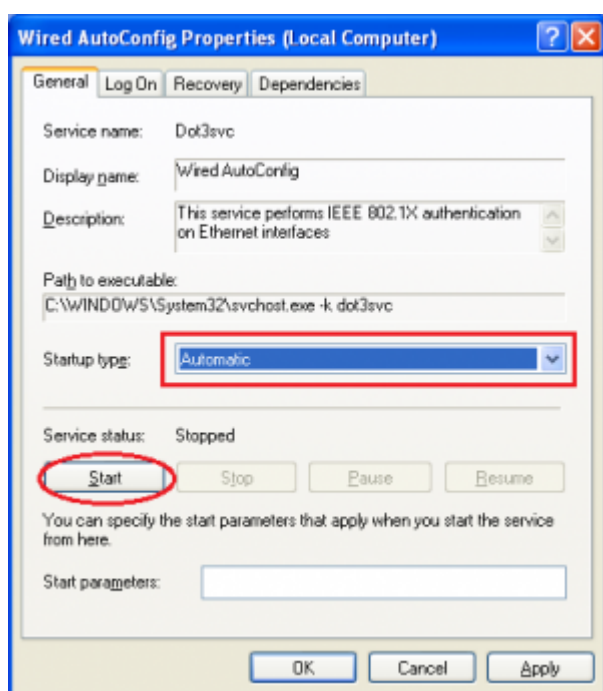 Wired AutoConfig Properties (Local Computer)
General Log On Recovery Dependencies
Service name: Dot3svc
Display name: Wired AutoConfig
Description: This service performs IEEE 802.1X authentication
on Ethernet interfaces
Path to executable:
C:\WINDOWS\System32\svchost.exe -k dot3svc
Startup type: Automatic
Service status: Stopped
Start Stop Pause Resume
You can specify the start parameters that apply when you start the service
from here.
Start parameters:
OK Cancel Apply